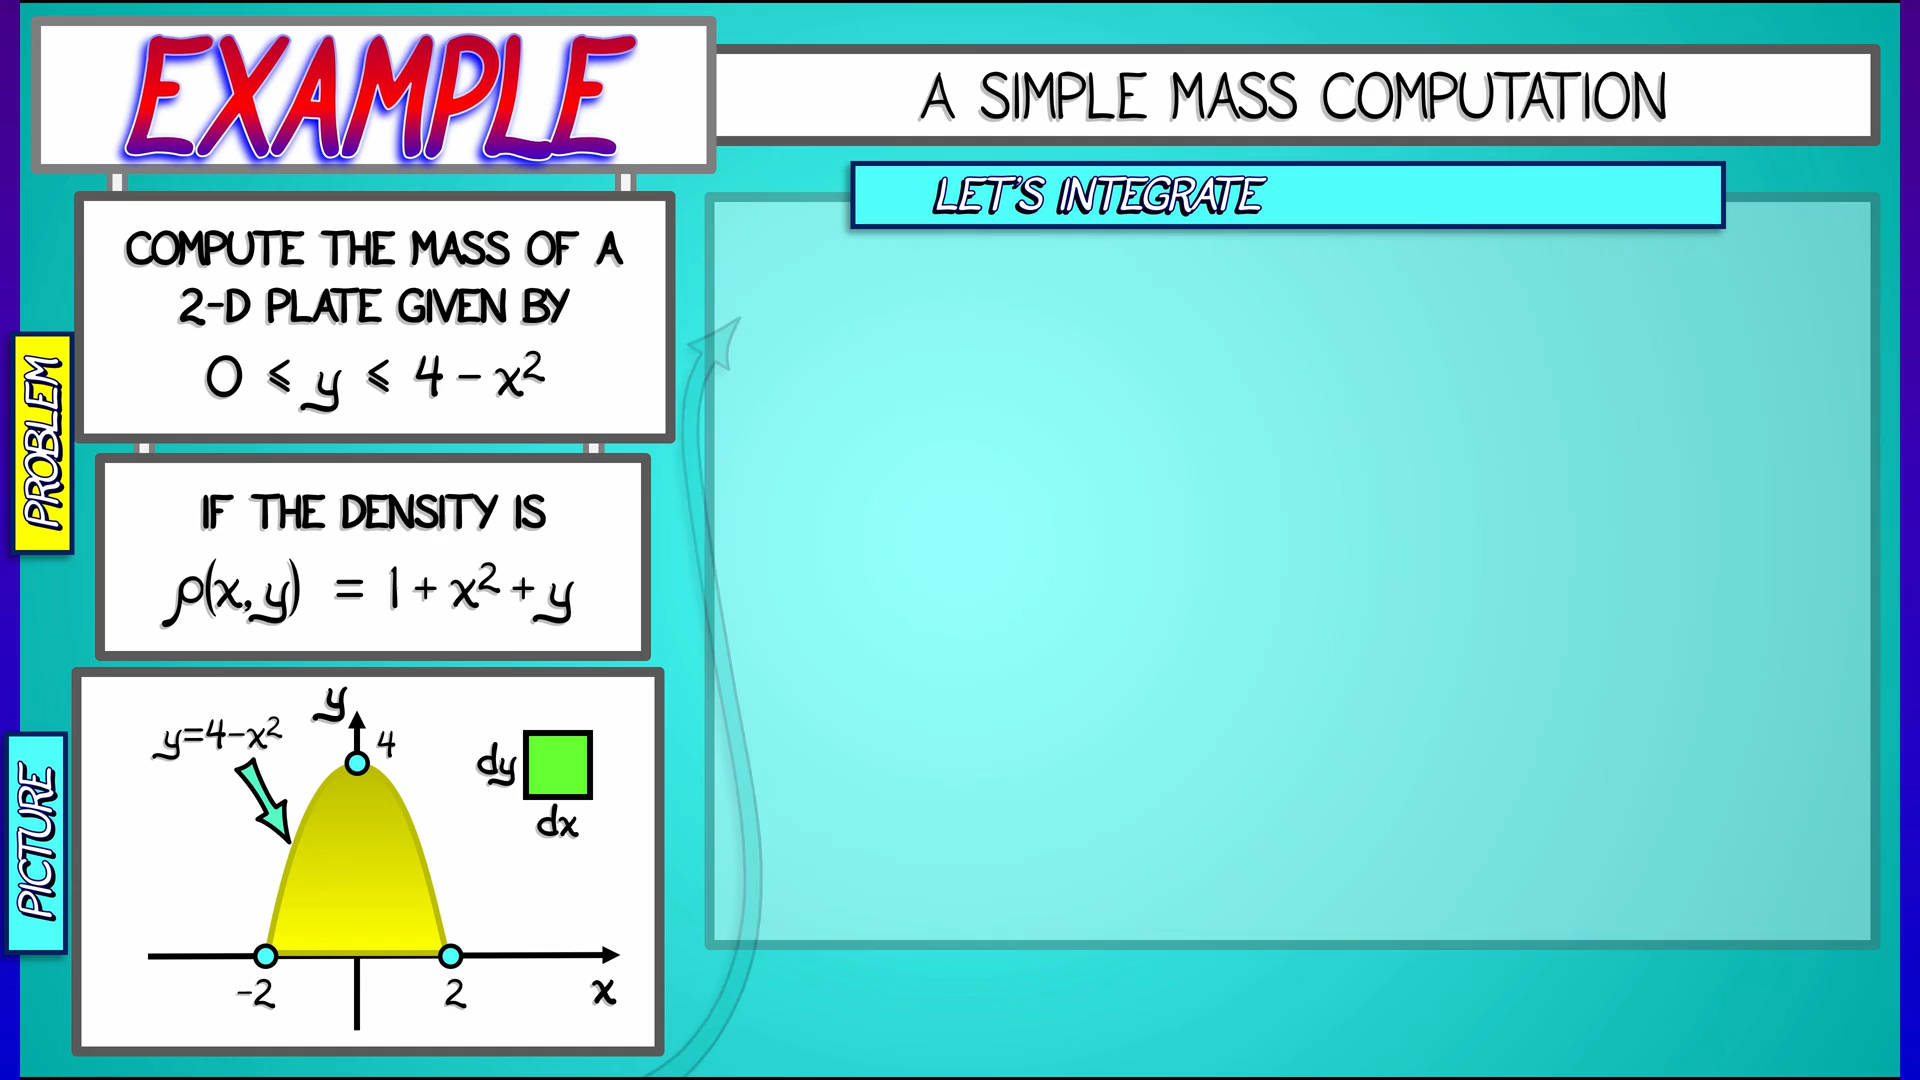 EXAMPLE
A SIMPLE MASS COMPUTATION
LET'S INTEGRATE
PROBLEM
COMPUTE THE MASS OF A
2-D PLATE GIVEN BY
0 ⩽ y ⩽ 4 - x²
IF THE DENSITY IS
ρ(x,y) = 1 + x² + y
PICTURE
y
y=4-x²
4
dy
dx
-2
2
x